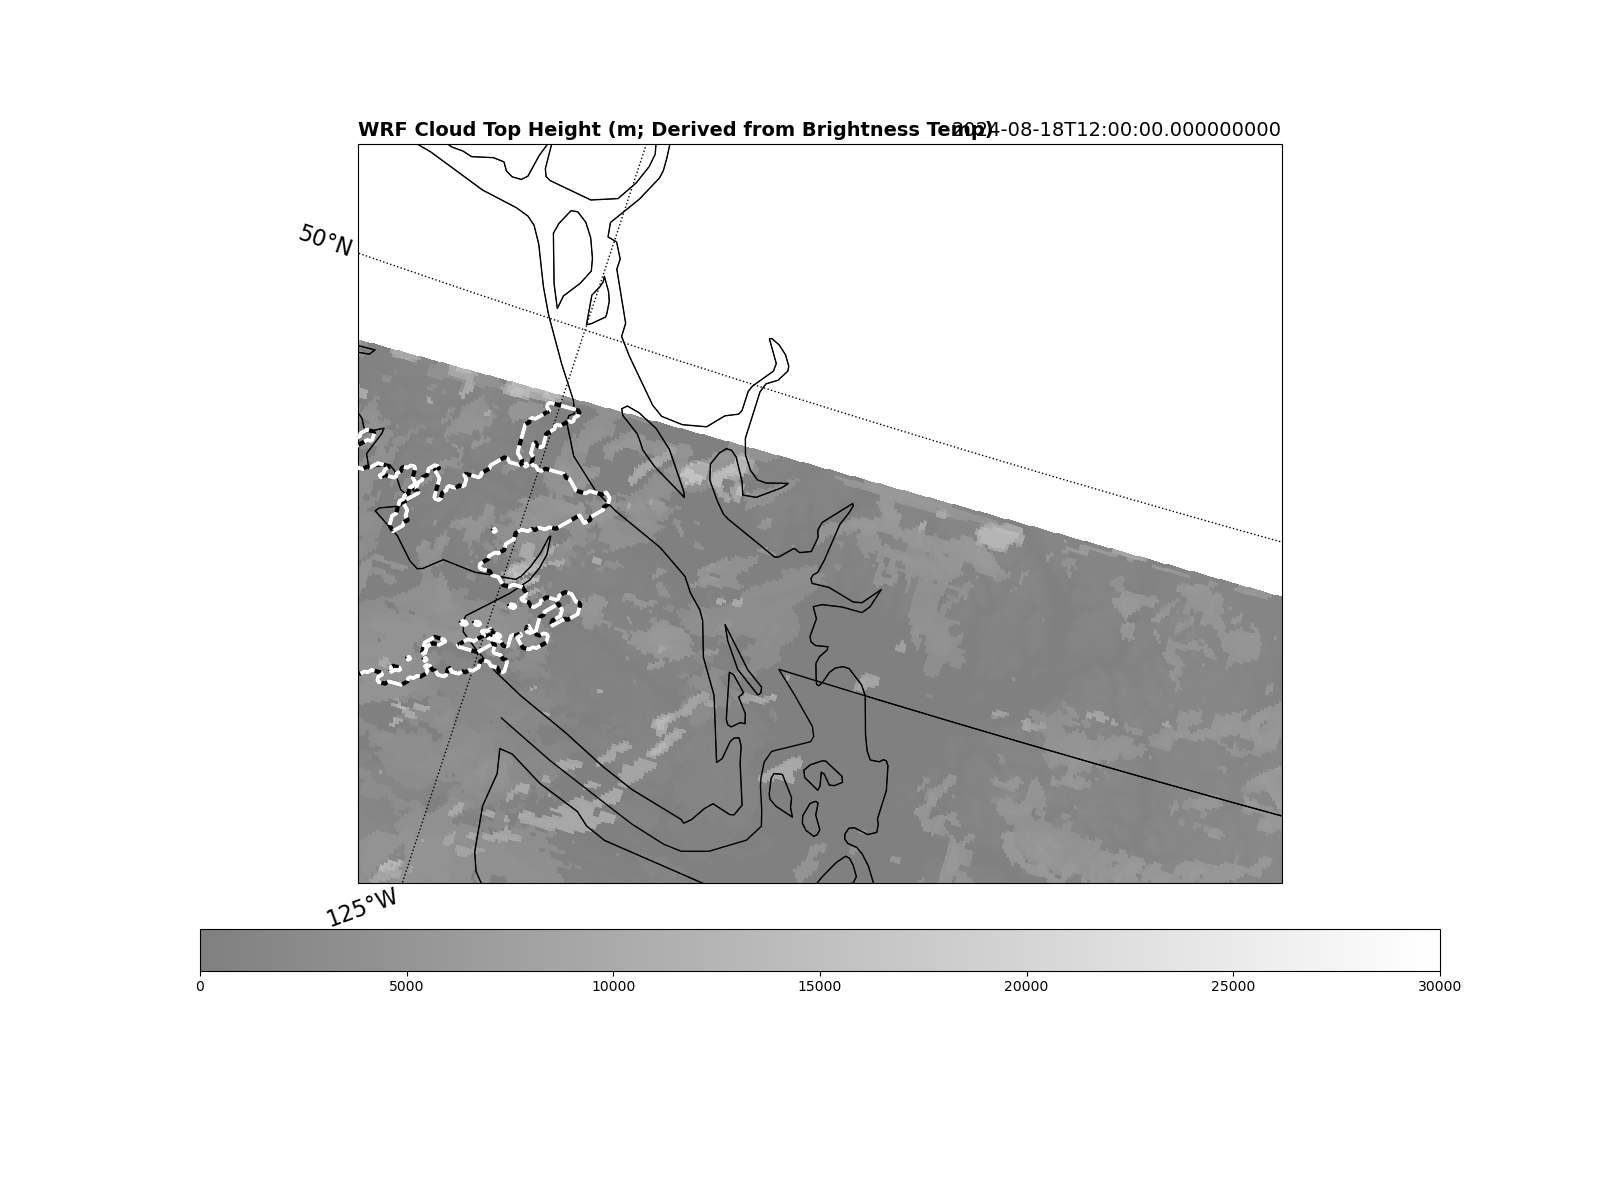 WRF Cloud Top Height (m; Derived from Brightness Temp)
2024-08-18T12:00:00.000000000
50°N
125°W
0 5000 10000 15000 20000 25000 30000